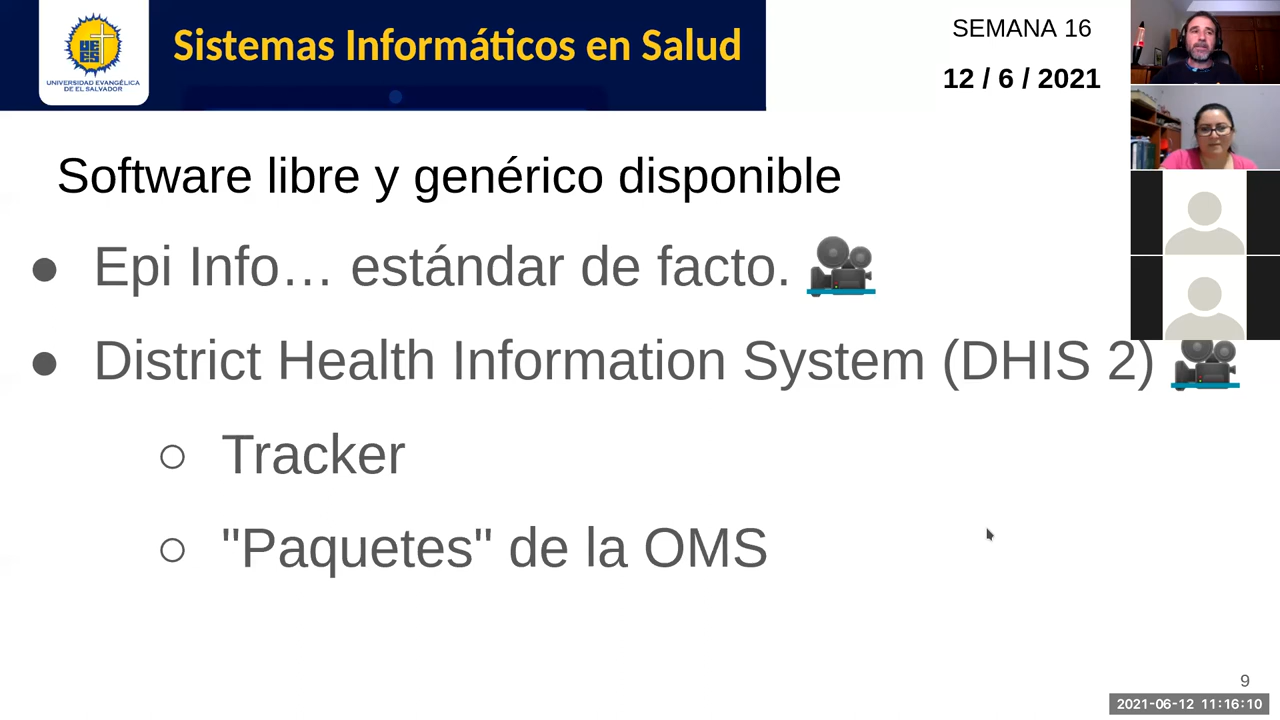 UNIVERSIDAD EVANGÉLICA
DE EL SALVADOR
Sistemas Informáticos en Salud
SEMANA 16
12 / 6 / 2021
Software libre y genérico disponible
● Epi Info… estándar de facto.
● District Health Information System (DHIS 2)
○ Tracker
○ "Paquetes" de la OMS
9
2021-06-12 11:16:10